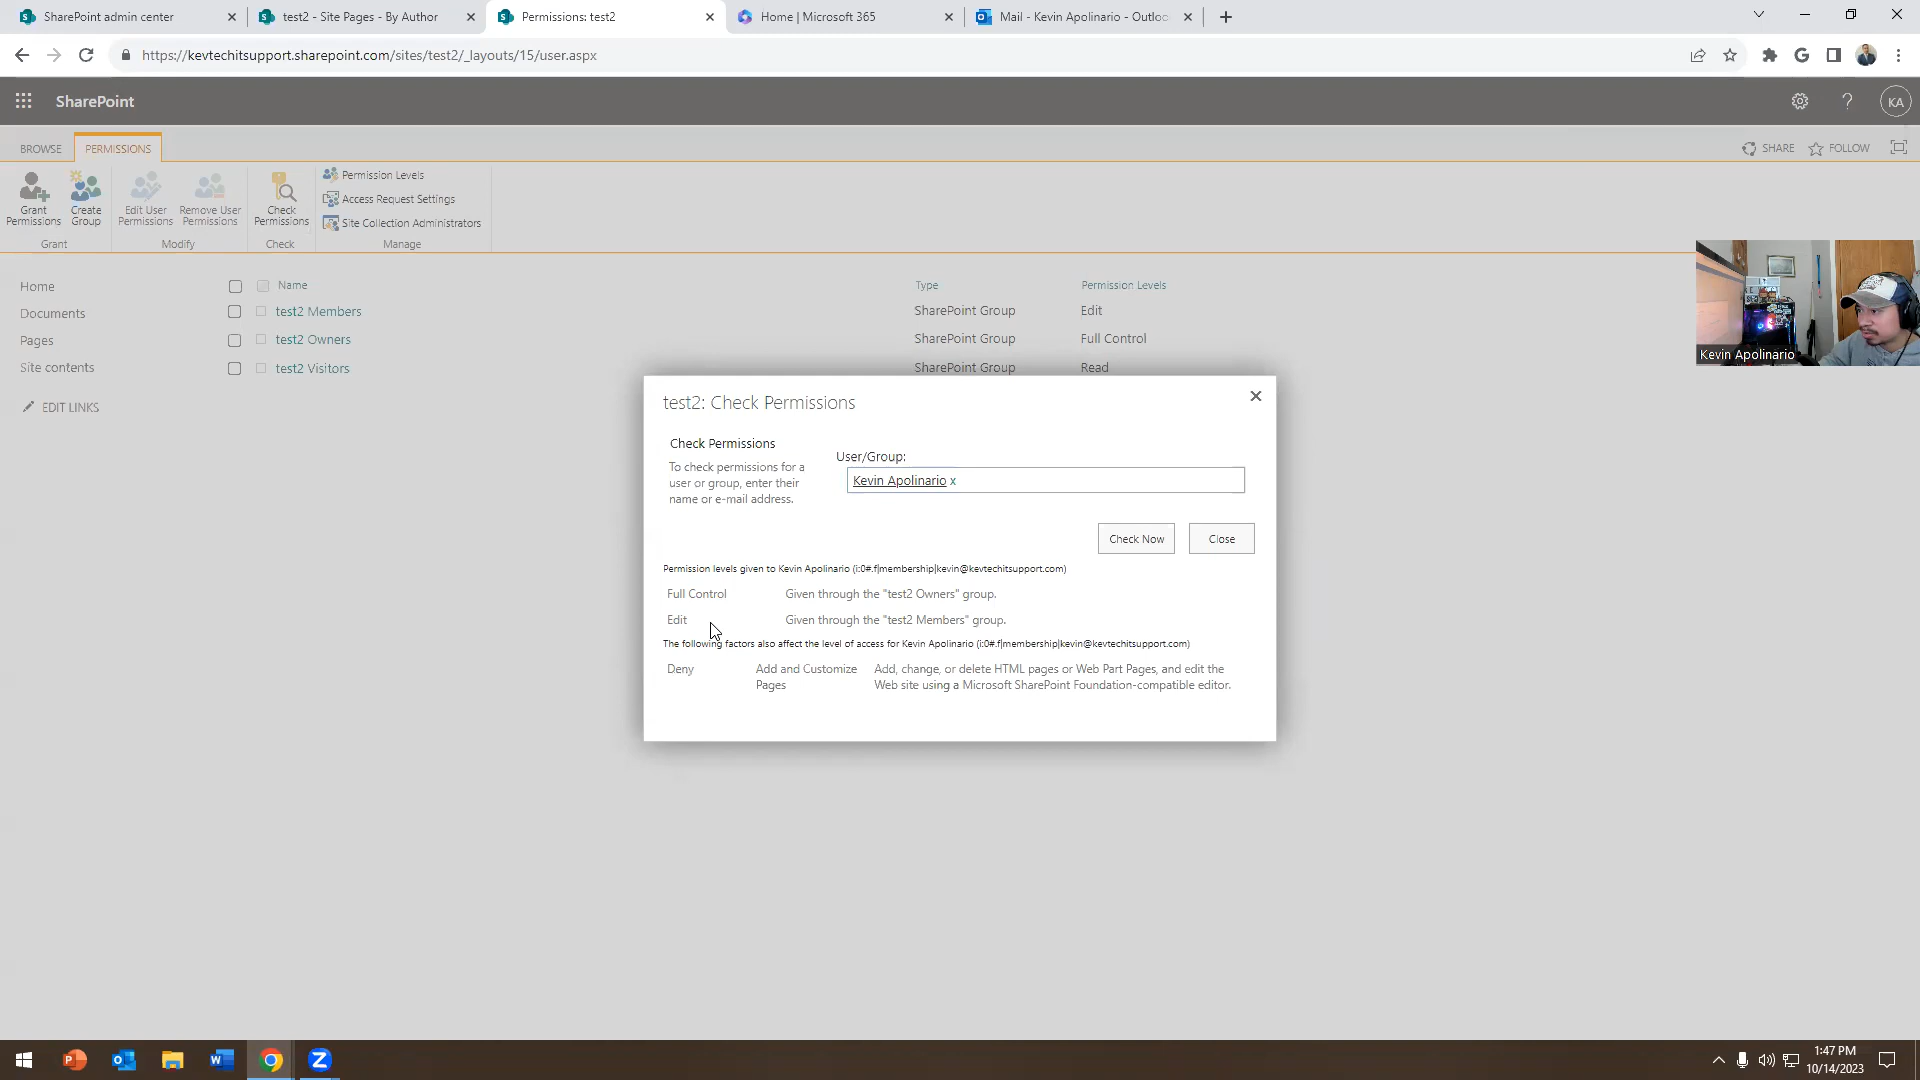 SharePoint admin center
test2 - Site Pages - By Author
Permissions: test2
Home | Microsoft 365
Mail - Kevin Apolinario - Outlo
https://kevtechitsupport.sharepoint.com/sites/test2/_layouts/15/user.aspx
SharePoint
KA
BROWSE
PERMISSIONS
SHARE
FOLLOW
Grant Permissions
Create Group
Edit User Permissions
Remove User Permissions
Check Permissions
Permission Levels
Access Request Settings
Site Collection Administrators
Grant
Modify
Check
Manage
Home
Documents
Pages
Site contents
EDIT LINKS
Name
Type
Permission Levels
test2 Members
SharePoint Group
Edit
test2 Owners
SharePoint Group
Full Control
test2 Visitors
SharePoint Group
Read
Kevin Apolinario
test2: Check Permissions
Check Permissions
To check permissions for a
user or group, enter their
name or e-mail address.
User/Group:
Kevin Apolinario x
Check Now
Close
Permission levels given to Kevin Apolinario (i:0#.f|membership|kevin@kevtechitsupport.com)
Full Control
Given through the "test2 Owners" group.
Edit
Given through the "test2 Members" group.
The following factors also affect the level of access for Kevin Apolinario (i:0#.f|membership|kevin@kevtechitsupport.com)
Deny
Add and Customize
Pages
Add, change, or delete HTML pages or Web Part Pages, and edit the
Web site using a Microsoft SharePoint Foundation-compatible editor.
1:47 PM
10/14/2023